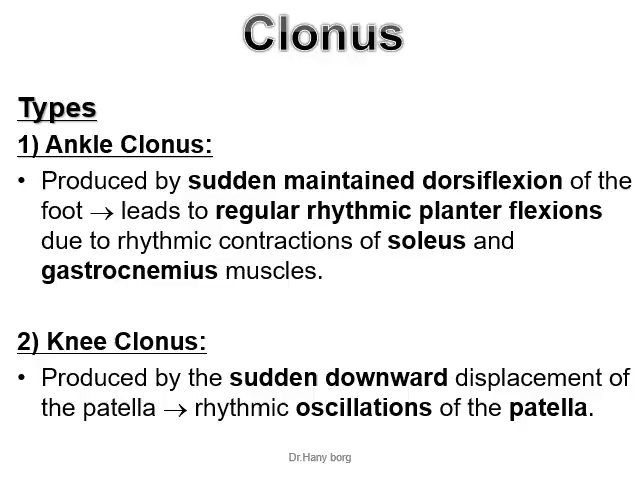 Clonus
Types
1) Ankle Clonus:
• Produced by sudden maintained dorsiflexion of the
foot → leads to regular rhythmic planter flexions
due to rhythmic contractions of soleus and
gastrocnemius muscles.
2) Knee Clonus:
• Produced by the sudden downward displacement of
the patella → rhythmic oscillations of the patella.
Dr.Hany borg